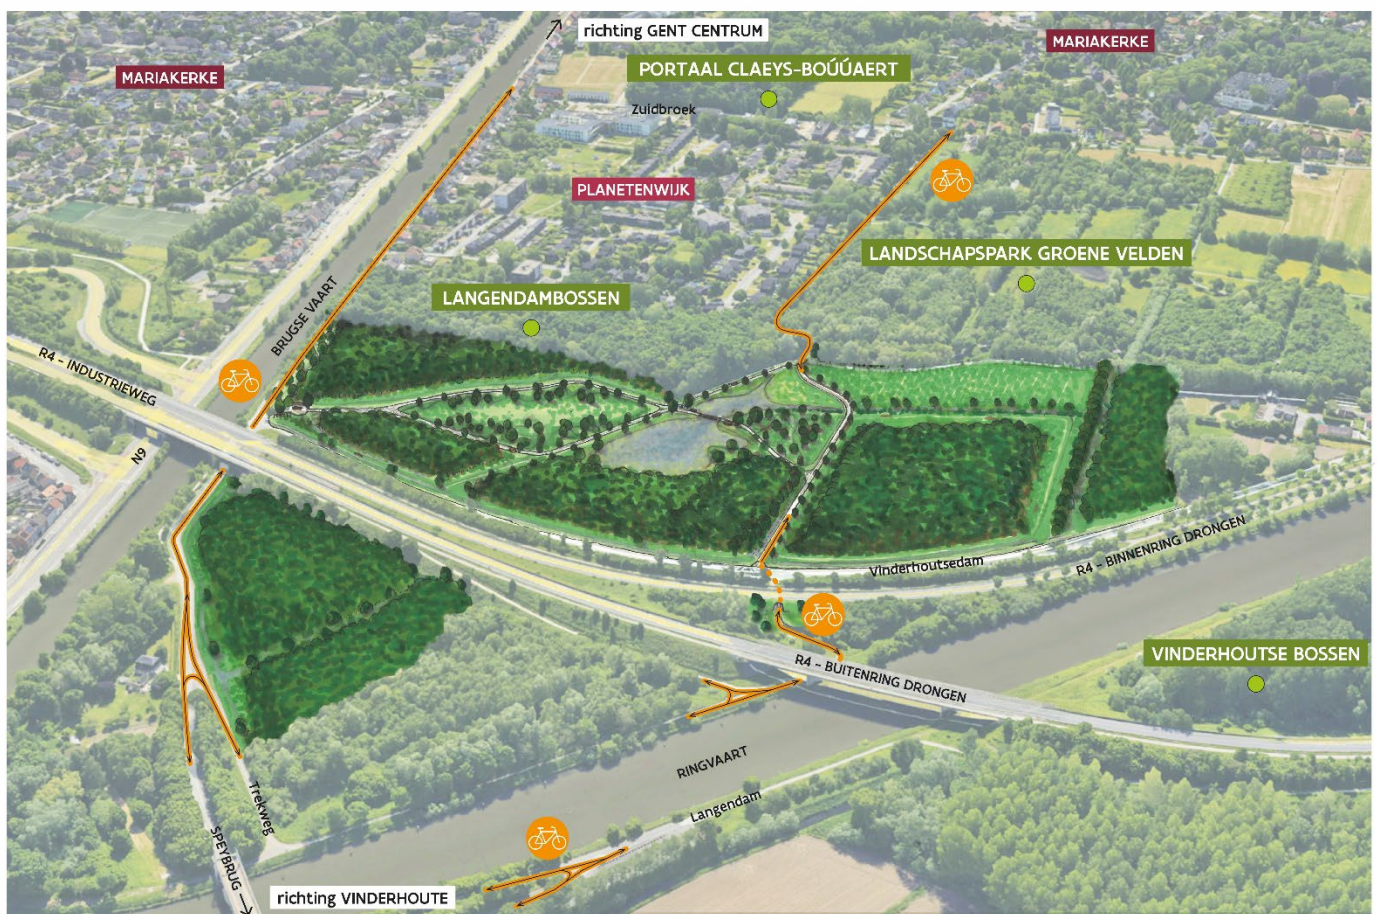 richting GENT CENTRUM
MARIAKERKE
MARIAKERKE
PORTAAL CLAEYS-BOÚÚAERT
Zuidbroek
PLANETENWIJK
LANDSCHAPSPARK GROENE VELDEN
LANGENDAMBOSSEN
BRUGSE VAART
R4 - INDUSTRIEWEG
N9
Vinderhoutsedam
R4 - BINNENRING DRONGEN
VINDERHOUTSE BOSSEN
R4 - BUITENRING DRONGEN
RINGVAART
Langendam
Trekweg
SPEYBRUG
richting VINDERHOUTE